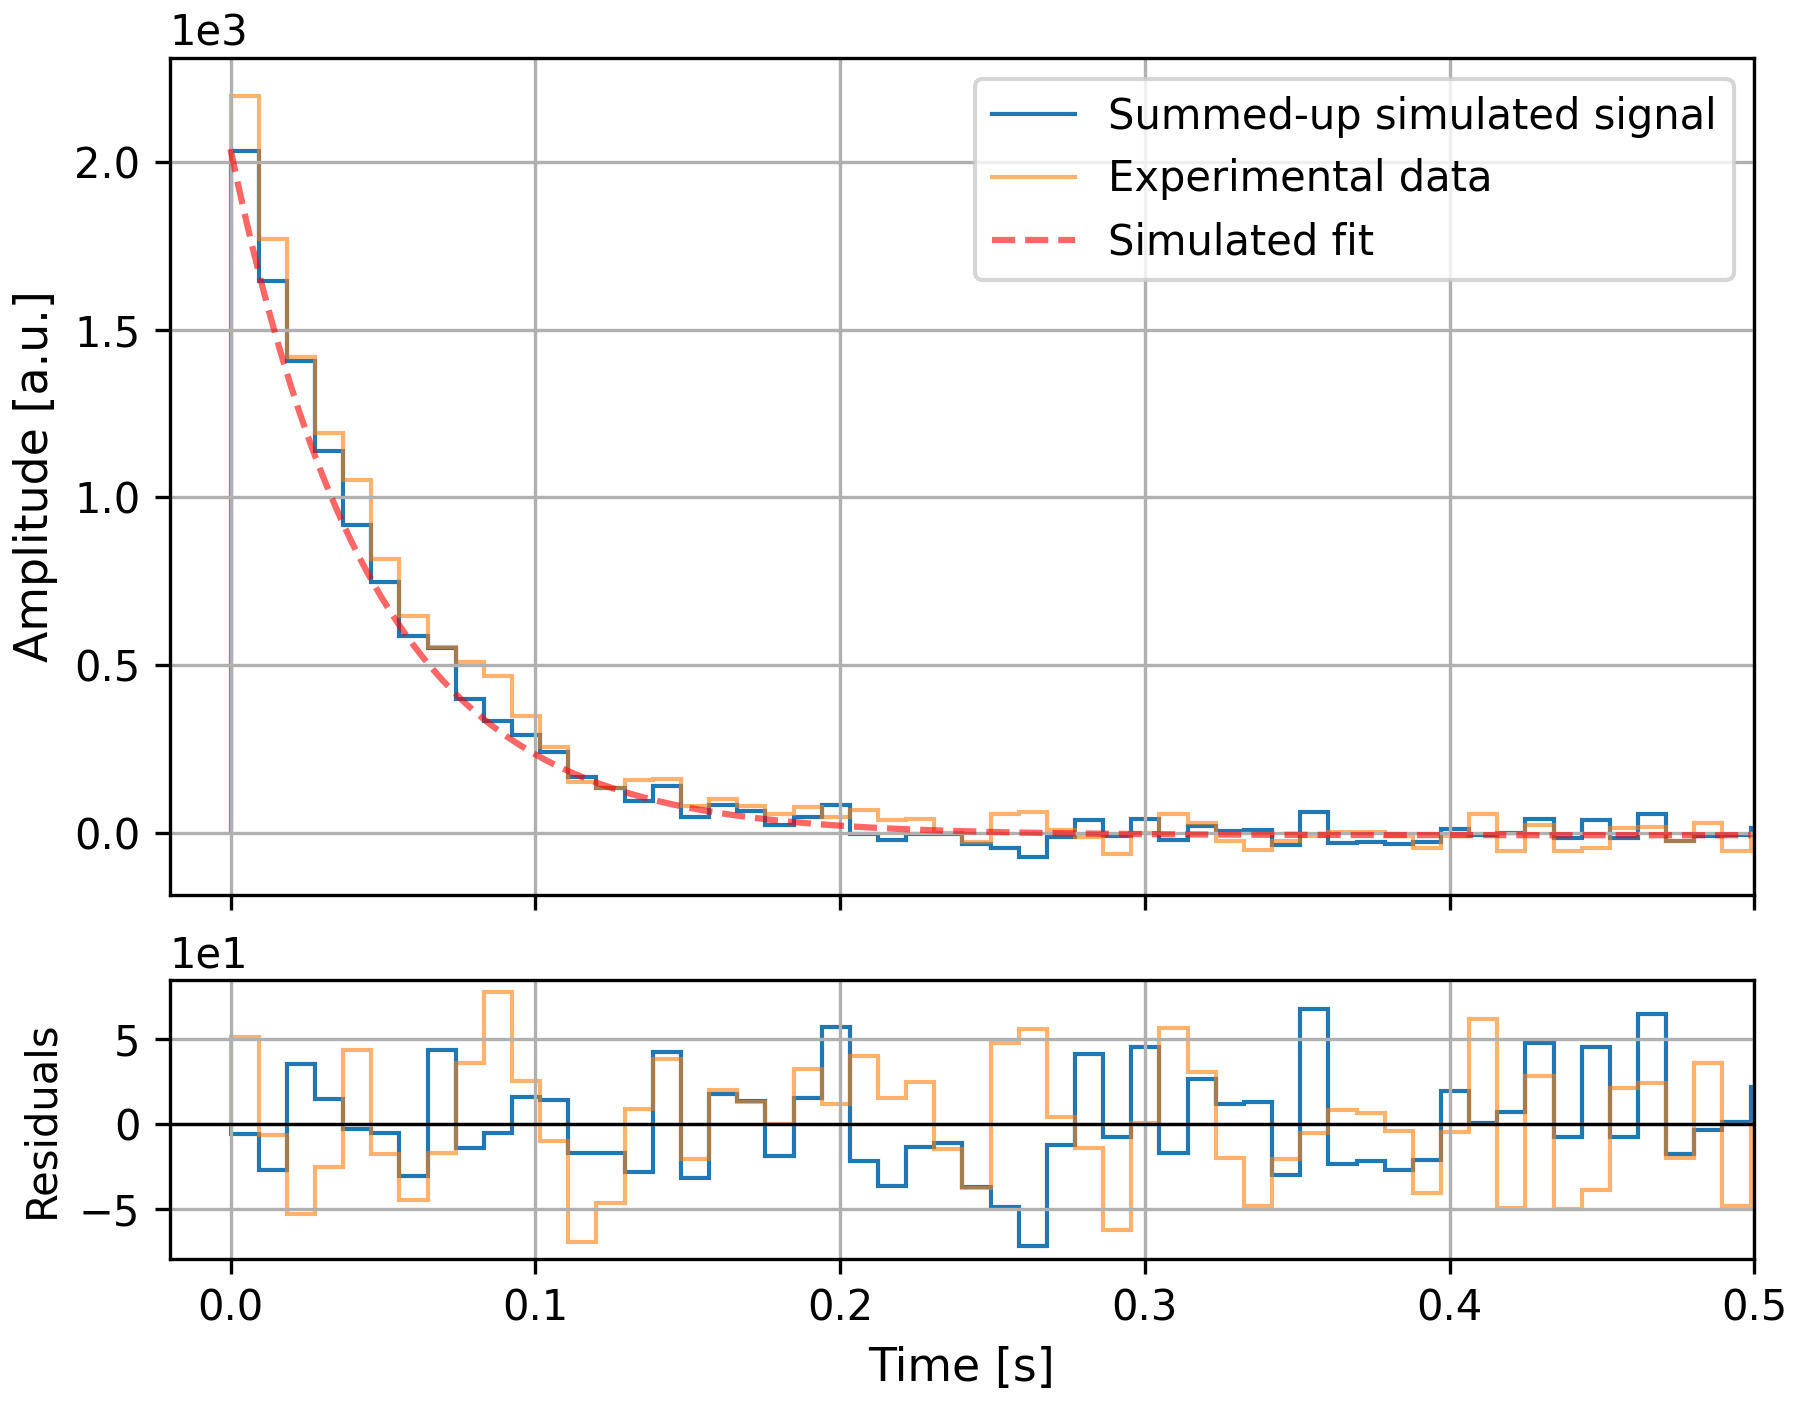 1e3
Summed-up simulated signal
Experimental data
Simulated fit
2.0
1.5
1.0
0.5
0.0
Amplitude [a.u.]
1e1
5
0
−5
Residuals
0.0 0.1 0.2 0.3 0.4 0.5
Time [s]